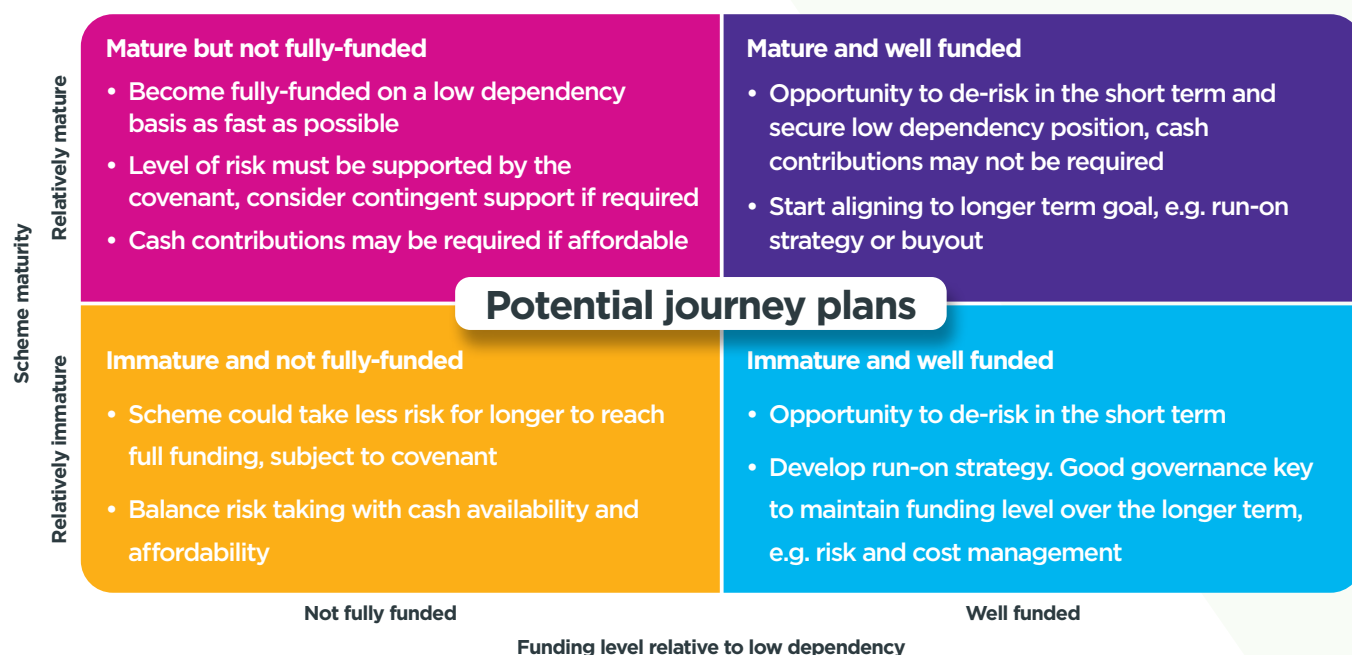 Mature but not fully-funded
• Become fully-funded on a low dependency
basis as fast as possible
• Level of risk must be supported by the
covenant, consider contingent support if required
• Cash contributions may be required if affordable
Mature and well funded
• Opportunity to de-risk in the short term and
secure low dependency position, cash
contributions may not be required
• Start aligning to longer term goal, e.g. run-on
strategy or buyout
Potential journey plans
Immature and not fully-funded
• Scheme could take less risk for longer to reach
full funding, subject to covenant
• Balance risk taking with cash availability and
affordability
Immature and well funded
• Opportunity to de-risk in the short term
• Develop run-on strategy. Good governance key
to maintain funding level over the longer term,
e.g. risk and cost management
Scheme maturity
Relatively mature
Relatively immature
Not fully funded
Well funded
Funding level relative to low dependency